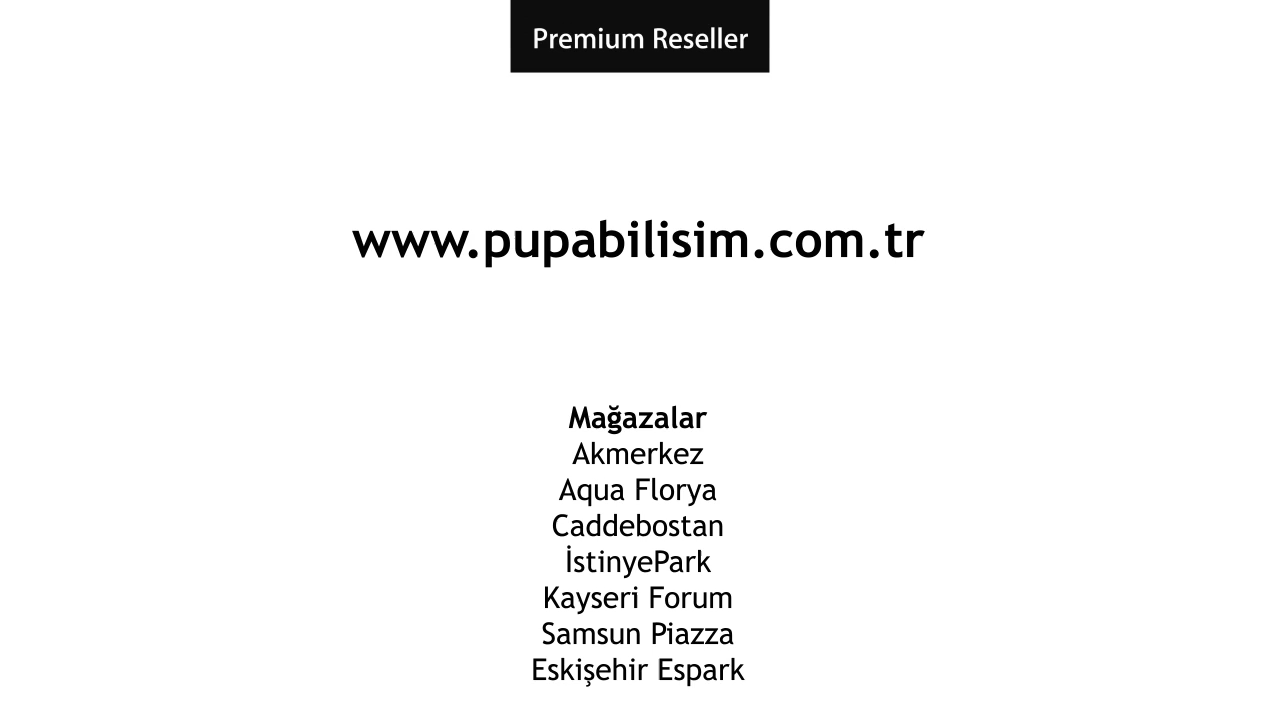 Premium Reseller
www.pupabilisim.com.tr
Mağazalar
Akmerkez
Aqua Florya
Caddebostan
İstinyePark
Kayseri Forum
Samsun Piazza
Eskişehir Espark